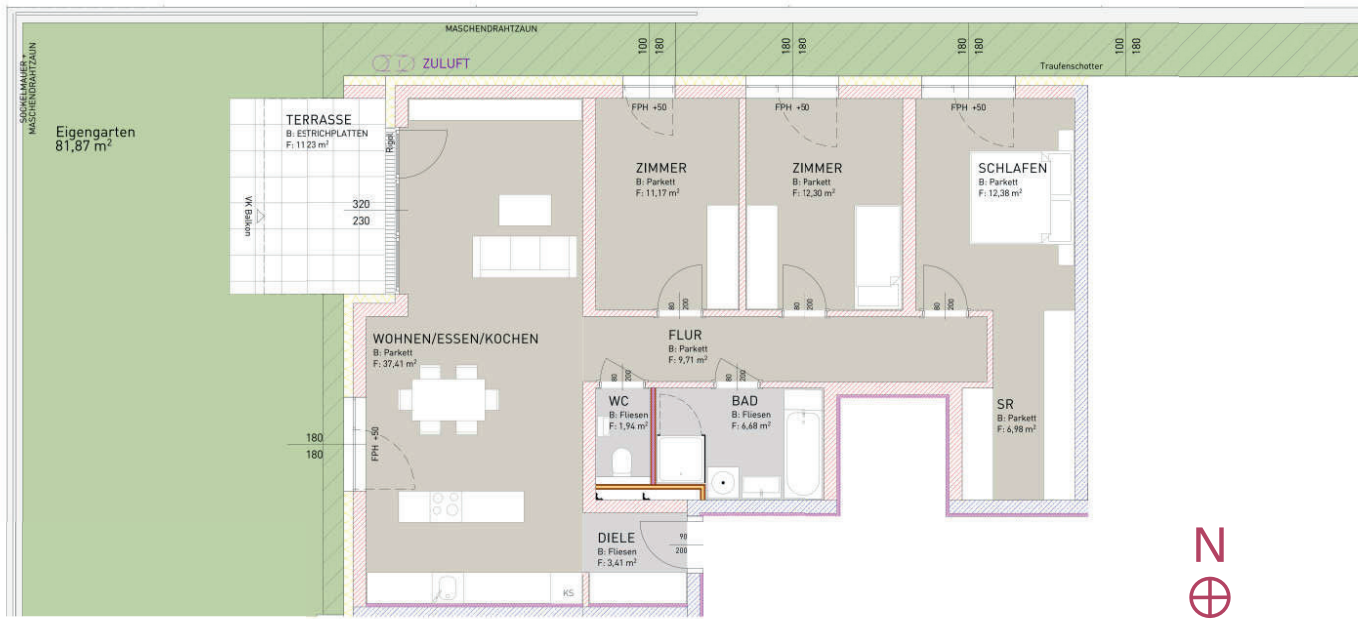 MASCHENDRAHTZAUN
SOCKELMAUER +
MASCHENDRAHTZAUN
ZULUFT
100
180
180
180
180
180
100
180
Traufenschotter
Eigengarten
81,87 m²
TERRASSE
B: ESTRICHPLATTEN
F: 11 23 m²
Rigol
VK Balkon
320
230
FPH +50
FPH +50
FPH +50
ZIMMER
B: Parkett
F: 11,17 m²
ZIMMER
B: Parkett
F: 12,30 m²
SCHLAFEN
B: Parkett
F: 12,38 m²
80
200
80
200
80
200
WOHNEN/ESSEN/KOCHEN
B: Parkett
F: 37,41 m²
FLUR
B: Parkett
F: 9,71 m²
80
200
80
200
WC
B: Fliesen
F: 1,94 m²
BAD
B: Fliesen
F: 6,68 m²
SR
B: Parkett
F: 6,98 m²
180
180
FPH +50
DIELE
B: Fliesen
F: 3,41 m²
90
200
KS
N